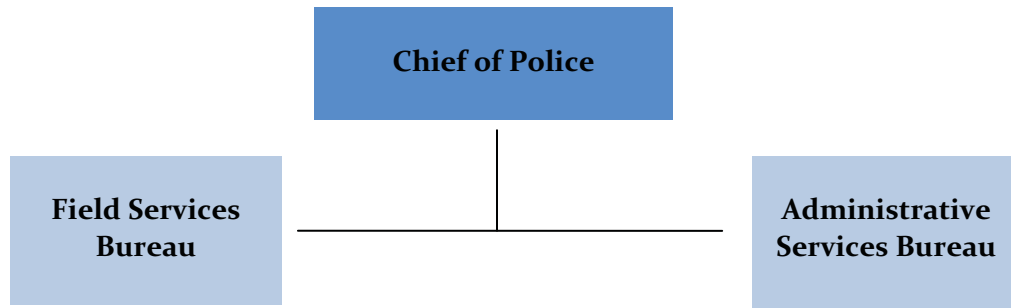 Chief of Police
Field Services
Bureau
Administrative
Services Bureau